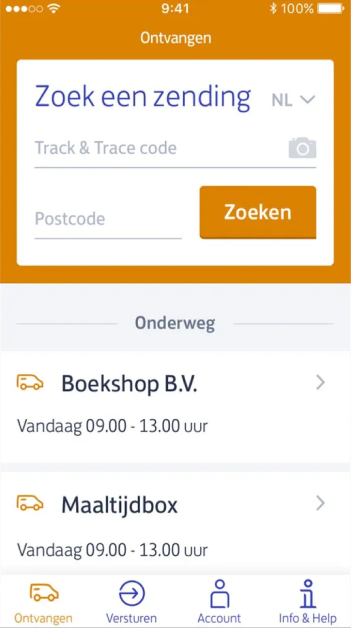 9:41
100%
Ontvangen
Zoek een zending
NL
Track & Trace code
Postcode
Zoeken
Onderweg
Boekshop B.V.
Vandaag 09.00 - 13.00 uur
Maaltijdbox
Vandaag 09.00 - 13.00 uur
Ontvangen
Versturen
Account
Info & Help